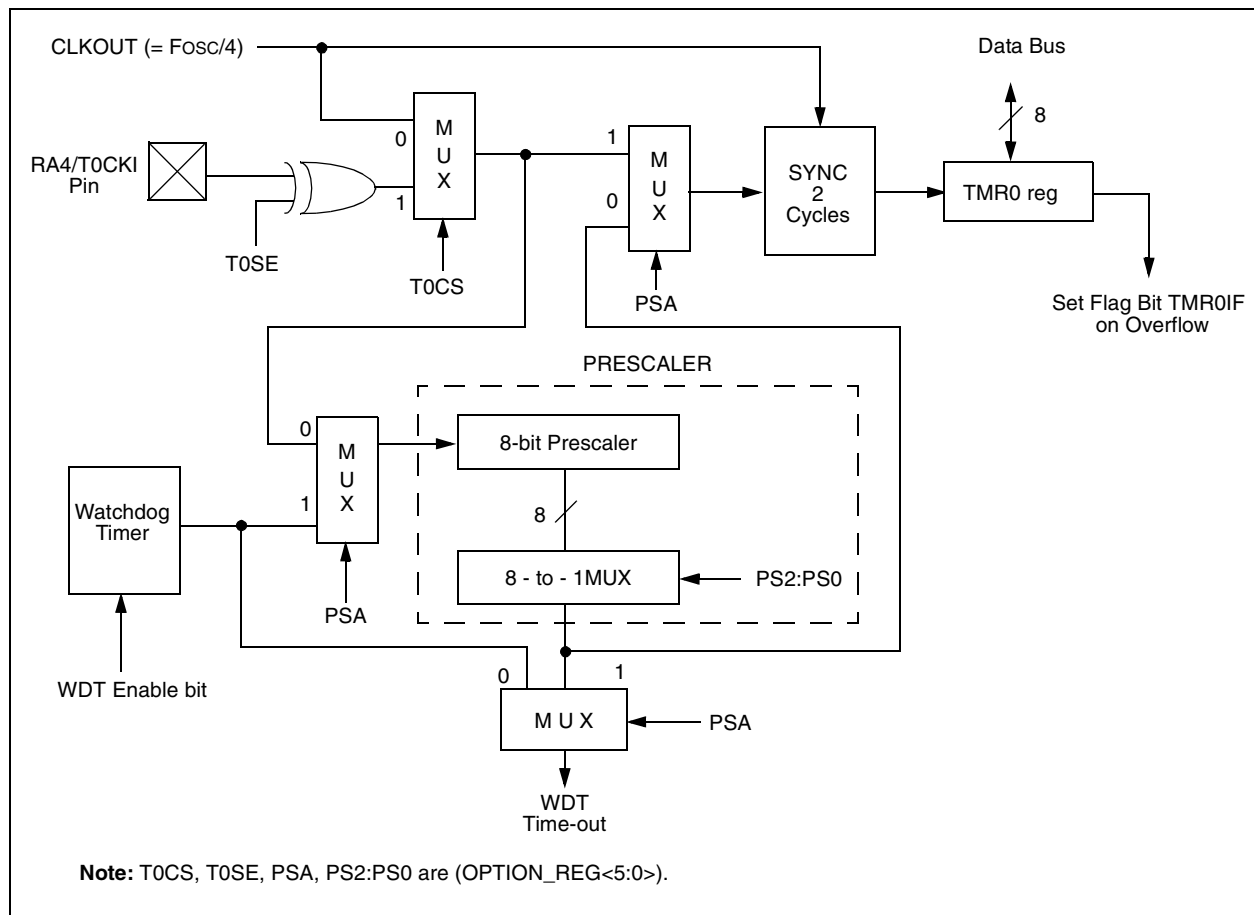 CLKOUT (= FOSC/4)
Data Bus
8
RA4/T0CKI
Pin
0
1
M
U
X
T0SE
T0CS
1
0
M
U
X
PSA
SYNC
2
Cycles
TMR0 reg
Set Flag Bit TMR0IF
on Overflow
PRESCALER
0
1
M
U
X
PSA
8-bit Prescaler
8
8 - to - 1MUX
PS2:PS0
Watchdog
Timer
WDT Enable bit
0
1
M U X
PSA
WDT
Time-out
Note: T0CS, T0SE, PSA, PS2:PS0 are (OPTION_REG<5:0>).